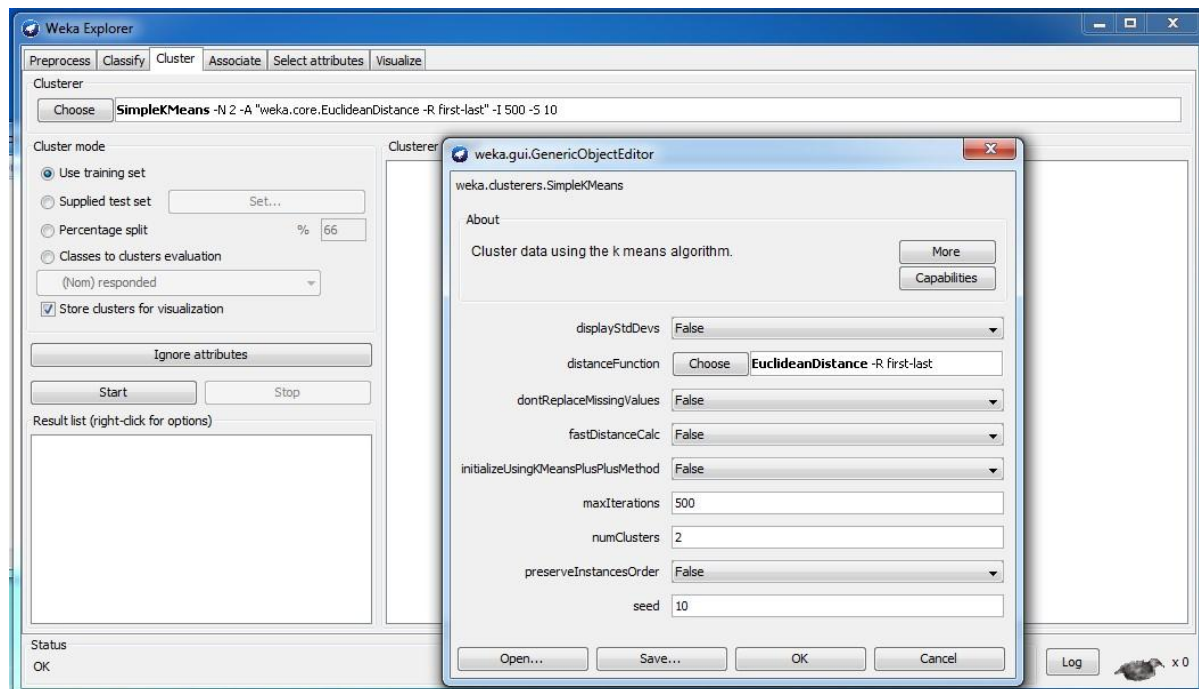 Weka Explorer
Preprocess Classify Cluster Associate Select attributes Visualize
Clusterer
Choose SimpleKMeans -N 2 -A "weka.core.EuclideanDistance -R first-last" -I 500 -S 10
Cluster mode
Use training set
Supplied test set Set...
Percentage split % 66
Classes to clusters evaluation
(Nom) responded
Store clusters for visualization
Ignore attributes
Start Stop
Result list (right-click for options)
Clusterer
weka.gui.GenericObjectEditor
weka.clusterers.SimpleKMeans
About
Cluster data using the k means algorithm.
More
Capabilities
displayStdDevs False
distanceFunction Choose EuclideanDistance -R first-last
dontReplaceMissingValues False
fastDistanceCalc False
initializeUsingKMeansPlusPlusMethod False
maxIterations 500
numClusters 2
preserveInstancesOrder False
seed 10
Open... Save... OK Cancel
Status
OK
Log x 0